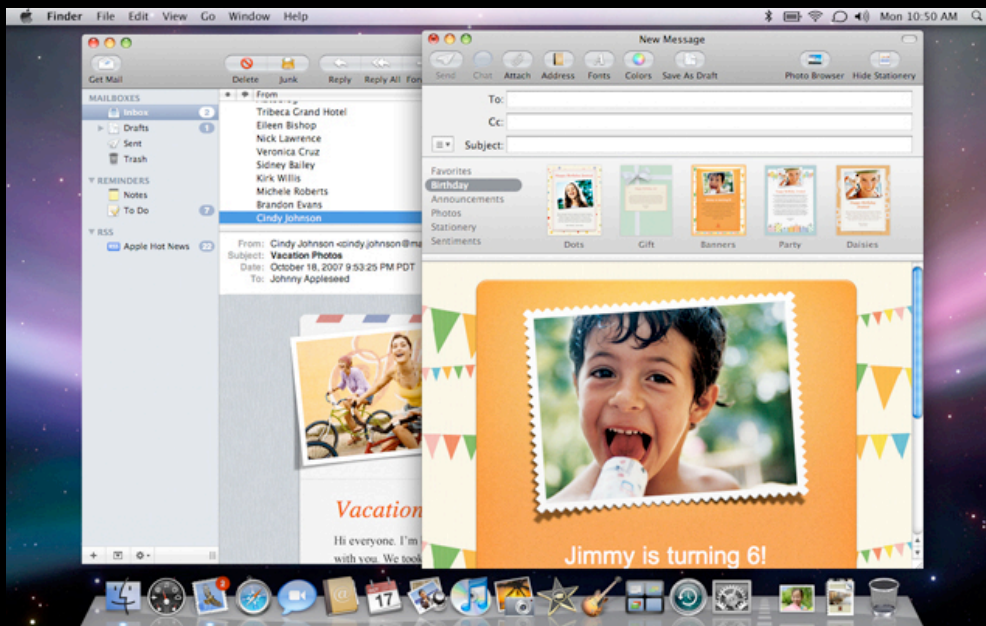 Finder File Edit View Go Window Help Mon 10:50 AM
Get Mail Delete Junk Reply Reply All
MAILBOXES
Inbox 2
Drafts 1
Sent
Trash
REMINDERS
Notes
To Do 7
RSS
RSS Apple Hot News 22
From
Tribeca Grand Hotel
Eileen Bishop
Nick Lawrence
Veronica Cruz
Sidney Bailey
Kirk Willis
Michele Roberts
Brandon Evans
Cindy Johnson
From: Cindy Johnson <cindy.johnson@ma
Subject: Vacation Photos
Date: October 18, 2007 9:53:25 PM PDT
To: Johnny Appleseed
Vacation
Hi everyone. I'm
with you. We took
New Message
Send Chat Attach Address Fonts Colors Save As Draft Photo Browser Hide Stationery
To:
Cc:
Subject:
Favorites
Birthday
Announcements
Photos
Stationery
Sentiments
Dots Gift Banners Party Daisies
Jimmy is turning 6!
2
17